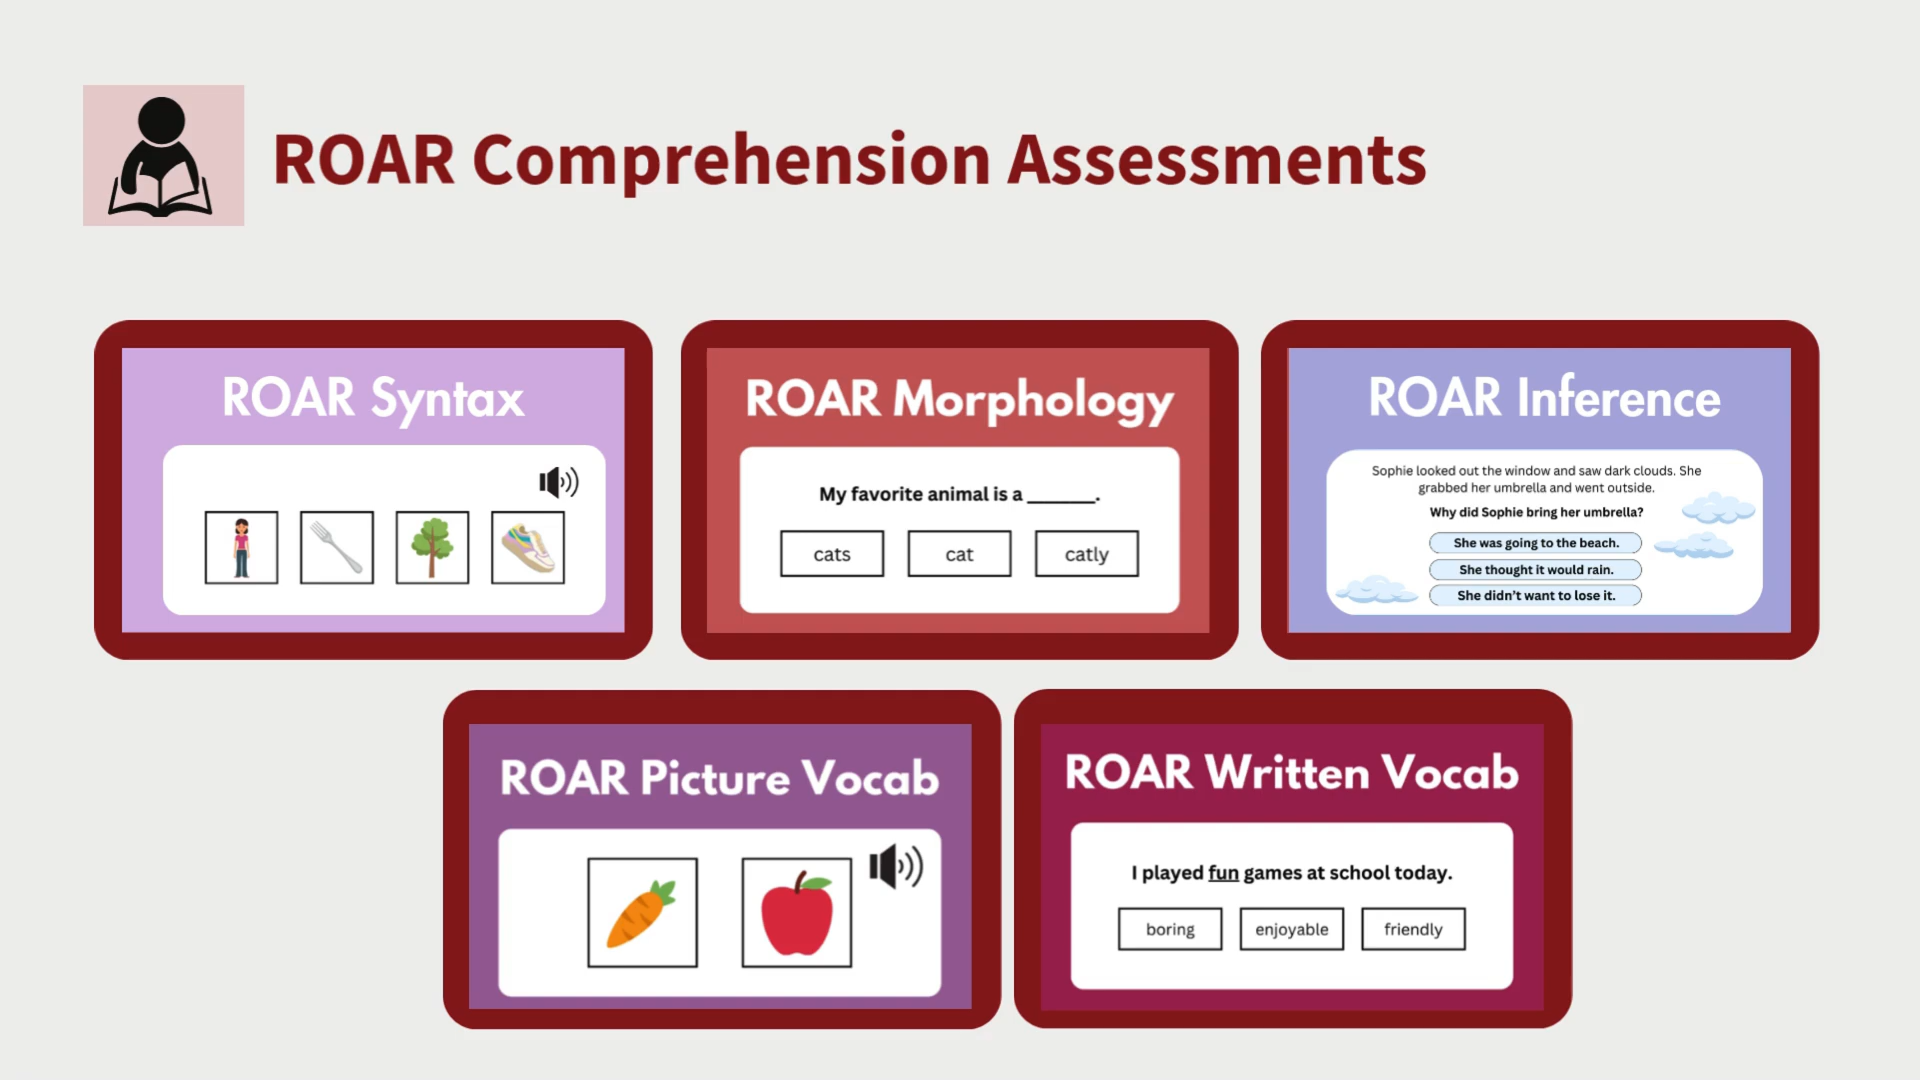 ROAR Comprehension Assessments
ROAR Syntax
ROAR Morphology
My favorite animal is a _______.
cats
cat
catly
ROAR Inference
Sophie looked out the window and saw dark clouds. She
grabbed her umbrella and went outside.
Why did Sophie bring her umbrella?
She was going to the beach.
She thought it would rain.
She didn't want to lose it.
ROAR Picture Vocab
ROAR Written Vocab
I played fun games at school today.
boring
enjoyable
friendly